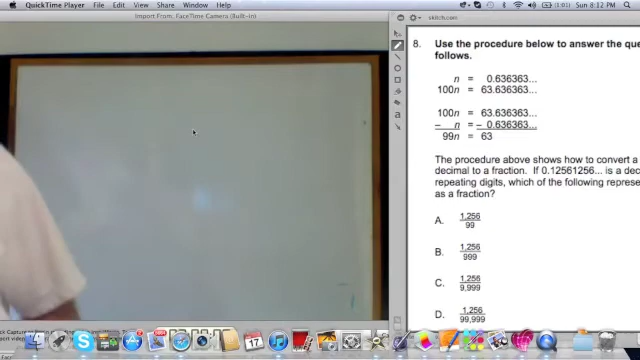 QuickTime Player File Edit View Share Window Help (1:01) Sun 8:12 PM
Import From: FaceTime Camera (Built-in)
skitch.com
8. Use the procedure below to answer the
follows.
n = 0.636363...
100n = 63.636363...
100n = 63.636363...
– n = – 0.636363...
99n = 63
The procedure above shows how to convert a
decimal to a fraction. If 0.12561256... is a
repeating digits, which of the following
as a fraction?
A. 1,256
99
B. 1,256
999
C. 1,256
9,999
D. 1,256
99,999
17